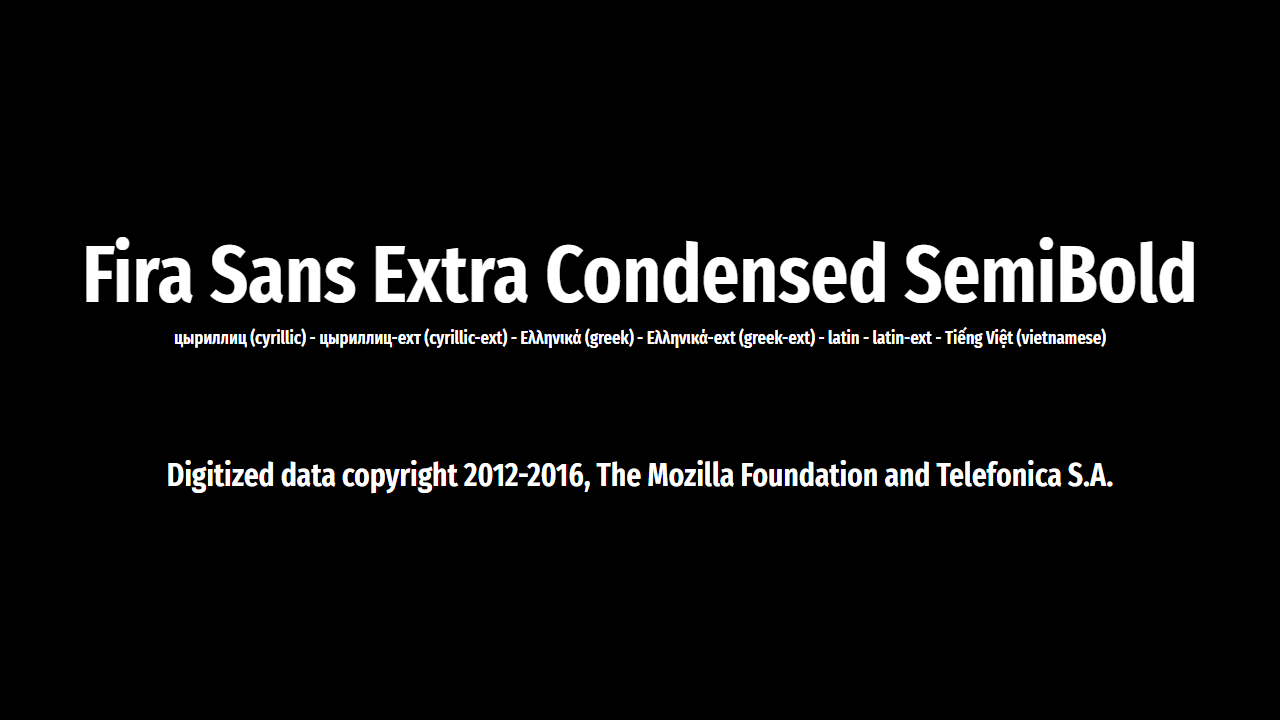 Fira Sans Extra Condensed SemiBold
цыриллиц (cyrillic) - цыриллиц-ехт (cyrillic-ext) - Ελληνικά (greek) - Ελληνικά-ext (greek-ext) - latin - latin-ext - Tiếng Việt (vietnamese)
Digitized data copyright 2012-2016, The Mozilla Foundation and Telefonica S.A.